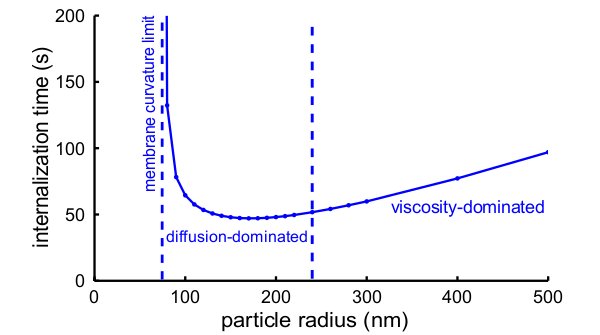 200
150
100
50
0
internalization time (s)
membrane curvature limit
diffusion-dominated
viscosity-dominated
0 100 200 300 400 500
particle radius (nm)